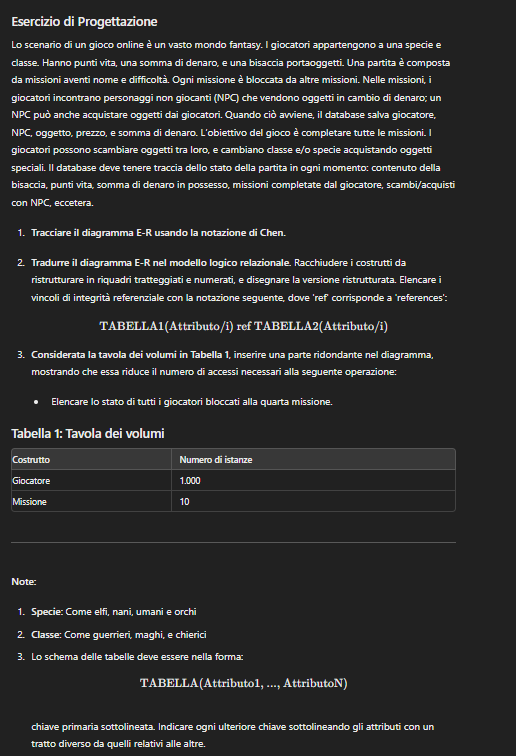 Esercizio di Progettazione
Lo scenario di un gioco online è un vasto mondo fantasy. I giocatori appartengono a una specie e
classe. Hanno punti vita, una somma di denaro, e una bisaccia portaoggetti. Una partita è composta
da missioni aventi nome e difficoltà. Ogni missione è bloccata da altre missioni. Nelle missioni, i
giocatori incontrano personaggi non giocanti (NPC) che vendono oggetti in cambio di denaro; un
NPC può anche acquistare oggetti dai giocatori. Quando ciò avviene, il database salva giocatore,
NPC, oggetto, prezzo, e somma di denaro. L'obiettivo del gioco è completare tutte le missioni. I
giocatori possono scambiare oggetti tra loro, e cambiano classe e/o specie acquistando oggetti
speciali. Il database deve tenere traccia dello stato della partita in ogni momento: contenuto della
bisaccia, punti vita, somma di denaro in possesso, missioni completate dal giocatore, scambi/acquisti
con NPC, eccetera.
1. Tracciare il diagramma E-R usando la notazione di Chen.
2. Tradurre il diagramma E-R nel modello logico relazionale. Racchiudere i costrutti da
ristrutturare in riquadri tratteggiati e numerati, e disegnare la versione ristrutturata. Elencare i
vincoli di integrità referenziale con la notazione seguente, dove 'ref' corrisponde a 'references':
TABELLA1(Attributo/i) ref TABELLA2(Attributo/i)
3. Considerata la tavola dei volumi in Tabella 1, inserire una parte ridondante nel diagramma,
mostrando che essa riduce il numero di accessi necessari alla seguente operazione:
• Elencare lo stato di tutti i giocatori bloccati alla quarta missione.
Tabella 1: Tavola dei volumi
Costrutto Numero di istanze
Giocatore 1.000
Missione 10
Note:
1. Specie: Come elfi, nani, umani e orchi
2. Classe: Come guerrieri, maghi, e chierici
3. Lo schema delle tabelle deve essere nella forma:
TABELLA(Attributo1, ..., AttributoN)
chiave primaria sottolineata. Indicare ogni ulteriore chiave sottolineando gli attributi con un
tratto diverso da quelli relativi alle altre.